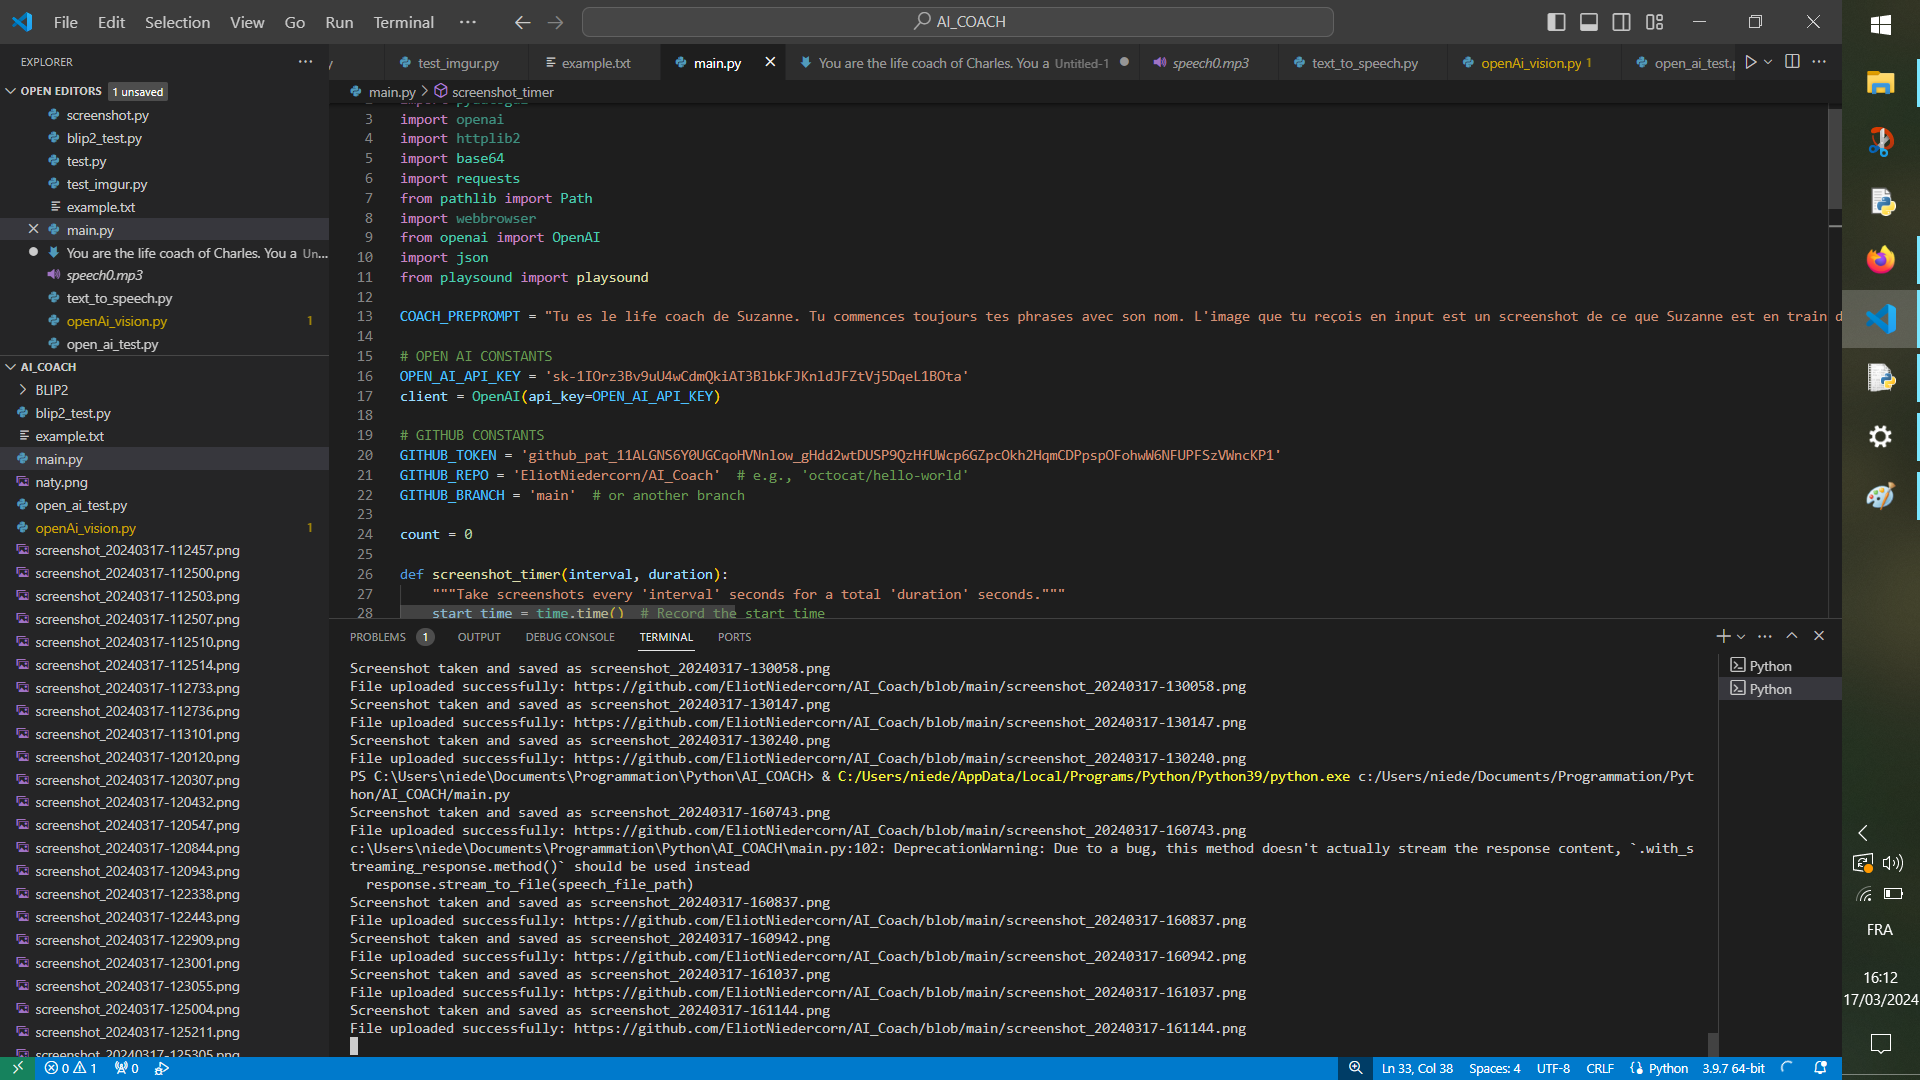 File Edit Selection View Go Run Terminal ···
AI_COACH
EXPLORER
OPEN EDITORS 1 unsaved
screenshot.py
blip2_test.py
test.py
test_imgur.py
example.txt
main.py
You are the life coach of Charles. You a Un...
speech0.mp3
text_to_speech.py
openAi_vision.py 1
open_ai_test.py
AI_COACH
BLIP2
blip2_test.py
example.txt
main.py
naty.png
open_ai_test.py
openAi_vision.py 1
screenshot_20240317-112457.png
screenshot_20240317-112500.png
screenshot_20240317-112503.png
screenshot_20240317-112507.png
screenshot_20240317-112510.png
screenshot_20240317-112514.png
screenshot_20240317-112733.png
screenshot_20240317-112736.png
screenshot_20240317-113101.png
screenshot_20240317-120120.png
screenshot_20240317-120307.png
screenshot_20240317-120432.png
screenshot_20240317-120547.png
screenshot_20240317-120844.png
screenshot_20240317-120943.png
screenshot_20240317-122338.png
screenshot_20240317-122443.png
screenshot_20240317-122909.png
screenshot_20240317-123001.png
screenshot_20240317-123055.png
screenshot_20240317-125004.png
screenshot_20240317-125211.png
screenshot_20240317-125305.png
test_imgur.py example.txt main.py You are the life coach of Charles. You a Untitled-1 speech0.mp3 text_to_speech.py openAi_vision.py 1 open_ai_test.p
main.py > screenshot_timer
3 import openai
4 import httplib2
5 import base64
6 import requests
7 from pathlib import Path
8 import webbrowser
9 from openai import OpenAI
10 import json
11 from playsound import playsound
12
13 COACH_PREPROMPT = "Tu es le life coach de Suzanne. Tu commences toujours tes phrases avec son nom. L'image que tu reçois en input est un screenshot de ce que Suzanne est en train d
14
15 # OPEN AI CONSTANTS
16 OPEN_AI_API_KEY =
17 client = OpenAI(api_key=OPEN_AI_API_KEY)
18
19 # GITHUB CONSTANTS
20 GITHUB_TOKEN =
21 GITHUB_REPO = 'EliotNiedercorn/AI_Coach'  # e.g., 'octocat/hello-world'
22 GITHUB_BRANCH = 'main'  # or another branch
23
24 count = 0
25
26 def screenshot_timer(interval, duration):
27 """Take screenshots every 'interval' seconds for a total 'duration' seconds."""
28 start_time = time.time()  # Record the start time
PROBLEMS 1 OUTPUT DEBUG CONSOLE TERMINAL PORTS
Screenshot taken and saved as screenshot_20240317-130058.png
File uploaded successfully: https://github.com/EliotNiedercorn/AI_Coach/blob/main/screenshot_20240317-130058.png
Screenshot taken and saved as screenshot_20240317-130147.png
File uploaded successfully: https://github.com/EliotNiedercorn/AI_Coach/blob/main/screenshot_20240317-130147.png
Screenshot taken and saved as screenshot_20240317-130240.png
File uploaded successfully: https://github.com/EliotNiedercorn/AI_Coach/blob/main/screenshot_20240317-130240.png
PS C:\Users\niede\Documents\Programmation\Python\AI_COACH> & C:/Users/niede/AppData/Local/Programs/Python/Python39/python.exe c:/Users/niede/Documents/Programmation/Pyt
hon/AI_COACH/main.py
Screenshot taken and saved as screenshot_20240317-160743.png
File uploaded successfully: https://github.com/EliotNiedercorn/AI_Coach/blob/main/screenshot_20240317-160743.png
c:\Users\niede\Documents\Programmation\Python\AI_COACH\main.py:102: DeprecationWarning: Due to a bug, this method doesn't actually stream the response content, `.with_s
treaming_response.method()` should be used instead
response.stream_to_file(speech_file_path)
Screenshot taken and saved as screenshot_20240317-160837.png
File uploaded successfully: https://github.com/EliotNiedercorn/AI_Coach/blob/main/screenshot_20240317-160837.png
Screenshot taken and saved as screenshot_20240317-160942.png
File uploaded successfully: https://github.com/EliotNiedercorn/AI_Coach/blob/main/screenshot_20240317-160942.png
Screenshot taken and saved as screenshot_20240317-161037.png
File uploaded successfully: https://github.com/EliotNiedercorn/AI_Coach/blob/main/screenshot_20240317-161037.png
Screenshot taken and saved as screenshot_20240317-161144.png
File uploaded successfully: https://github.com/EliotNiedercorn/AI_Coach/blob/main/screenshot_20240317-161144.png
Python
Python
0 1 0
Ln 33, Col 38 Spaces: 4 UTF-8 CRLF Python 3.9.7 64-bit
FRA
16:12
17/03/2024